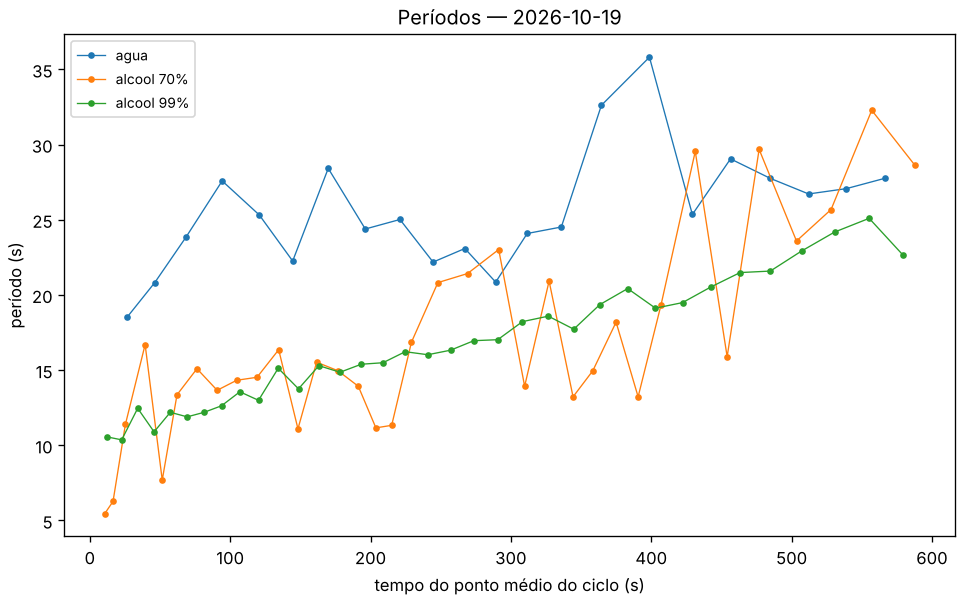 Períodos — 2026-10-19
agua
alcool 70%
alcool 99%
período (s)
35
30
25
20
15
10
5
0 100 200 300 400 500 600
tempo do ponto médio do ciclo (s)